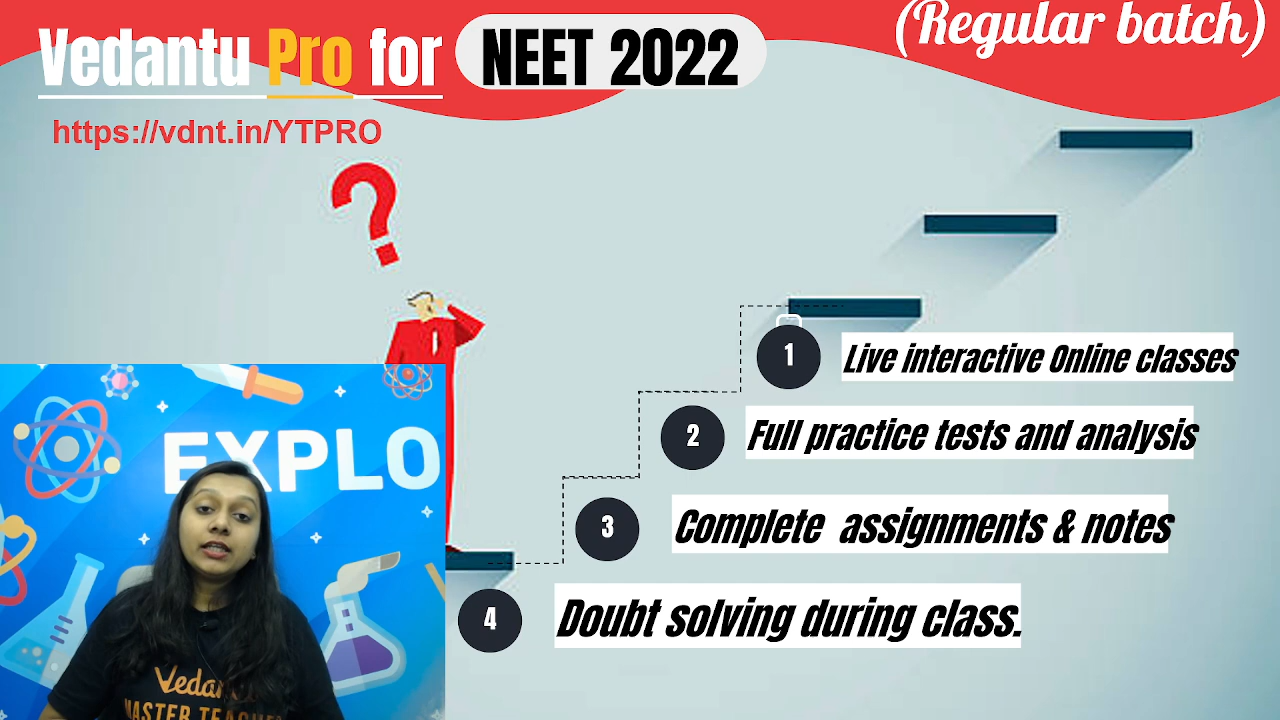 Vedantu Pro for NEET 2022
(Regular batch)
https://vdnt.in/YTPRO
?
1 Live interactive Online classes
2 Full practice tests and analysis
3 Complete assignments & notes
4 Doubt solving during class.
EXPLO
Vedan
MASTER TEACHER